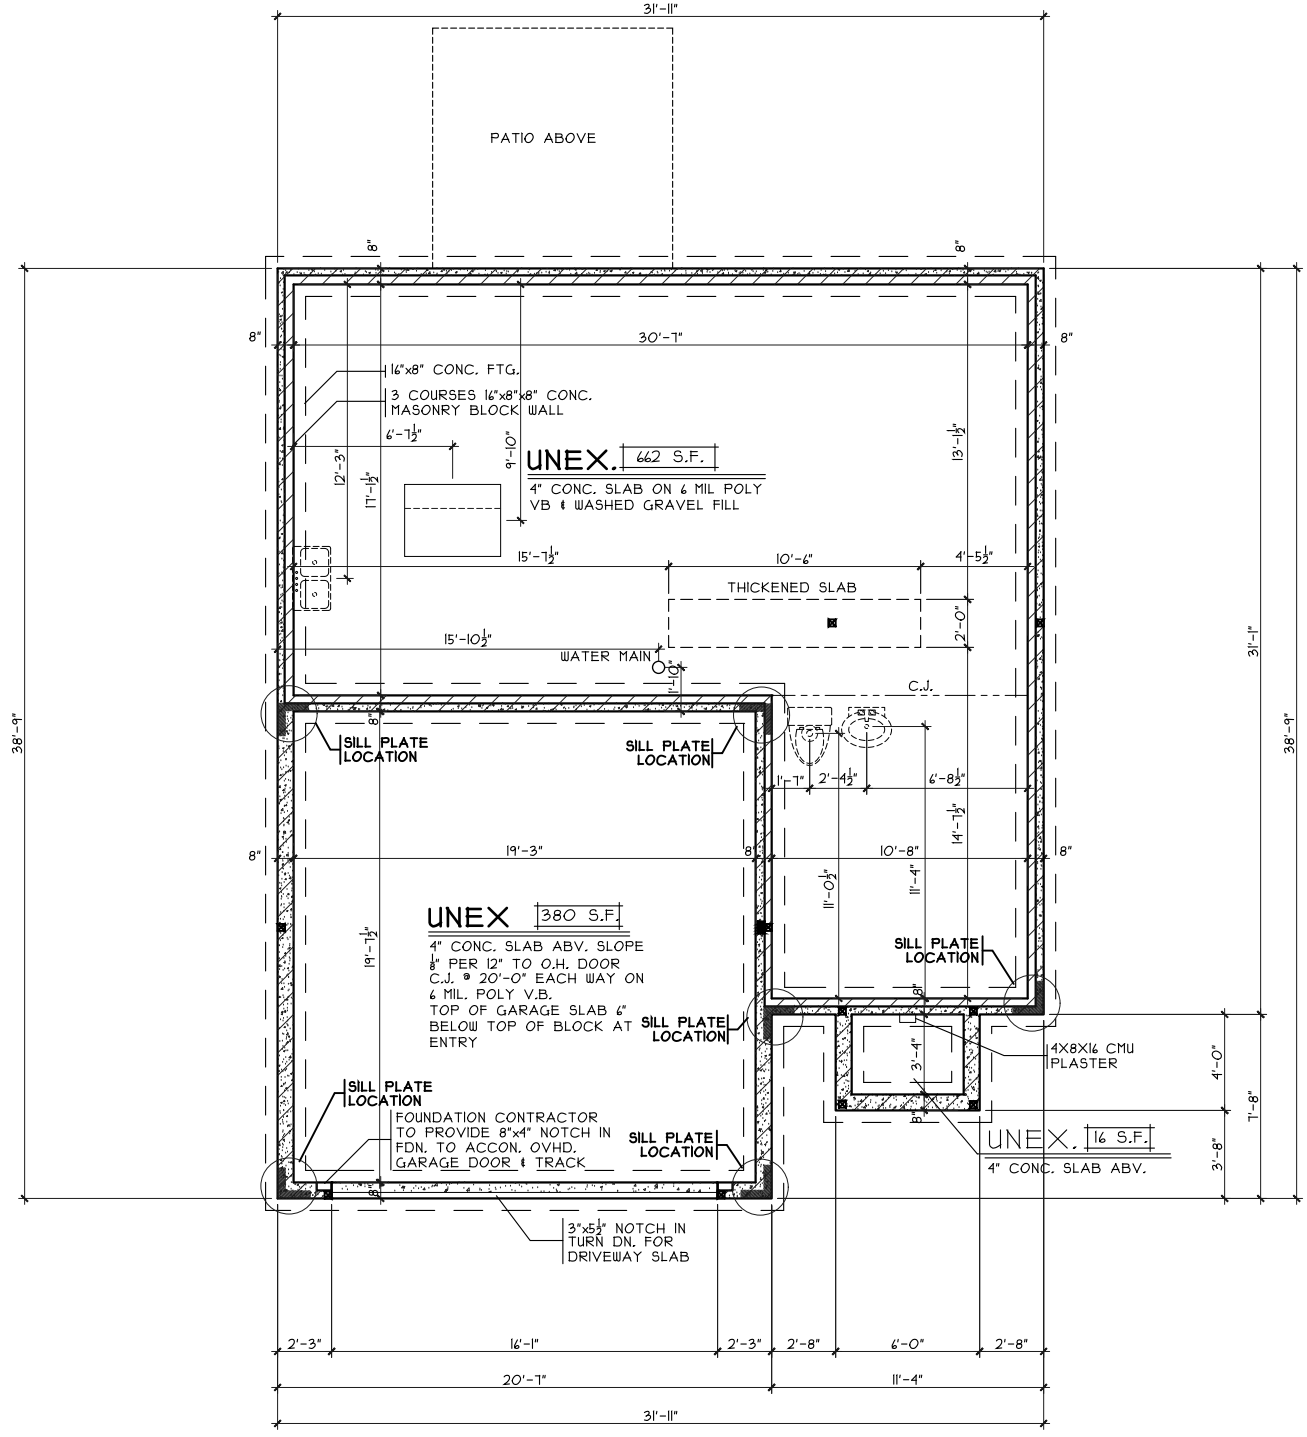 31'-11"
PATIO ABOVE
8"
8"
8"
30'-7"
8"
16"x8" CONC. FTG.
3 COURSES 16"x8"x8" CONC.
MASONRY BLOCK WALL
6'-7½"
9'-10"
12'-3"
17'-1½"
13'-1½"
UNEX. 662 S.F.
4" CONC. SLAB ON 6 MIL POLY
VB & WASHED GRAVEL FILL
15'-7½"
10'-6"
4'-5½"
THICKENED SLAB
2'-0"
15'-10½"
WATER MAIN
1'-10"
C.J.
31'-1"
38'-9"
38'-9"
8"
SILL PLATE
LOCATION
SILL PLATE
LOCATION
1'-7"
2'-4½"
6'-8½"
14'-7½"
8"
19'-3"
8"
10'-8"
8"
11'-0½"
11'-4"
19'-7½"
UNEX 380 S.F.
4" CONC. SLAB ABV. SLOPE
⅛" PER 12" TO O.H. DOOR
C.J. @ 20'-0" EACH WAY ON
6 MIL. POLY V.B.
TOP OF GARAGE SLAB 6"
BELOW TOP OF BLOCK AT
ENTRY
SILL PLATE
LOCATION
SILL PLATE
LOCATION
8"
3'-4"
8"
4X8X16 CMU
PLASTER
4'-0"
7'-8"
3'-8"
UNEX. 16 S.F.
4" CONC. SLAB ABV.
SILL PLATE
LOCATION
FOUNDATION CONTRACTOR
TO PROVIDE 8"x4" NOTCH IN
FDN. TO ACCON. OVHD.
GARAGE DOOR & TRACK
SILL PLATE
LOCATION
8"
3"x5½" NOTCH IN
TURN DN. FOR
DRIVEWAY SLAB
2'-3"
16'-1"
2'-3"
2'-8"
6'-0"
2'-8"
20'-7"
11'-4"
31'-11"